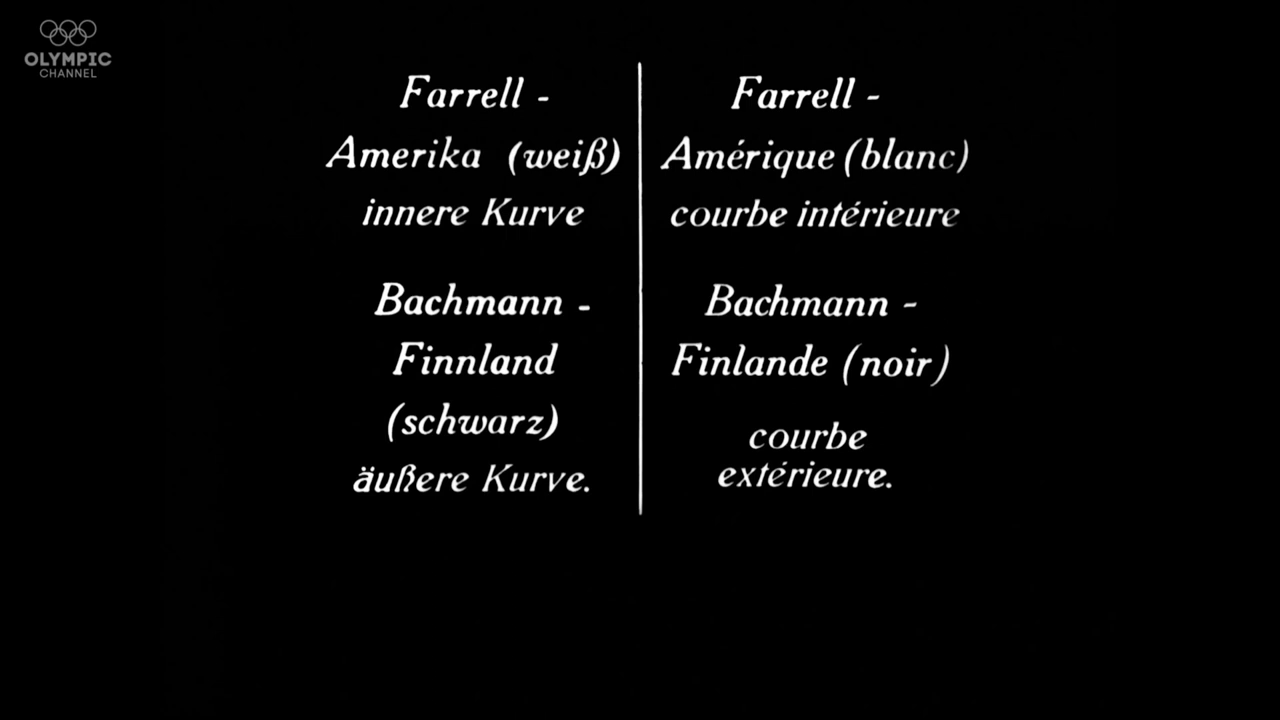 OLYMPIC
CHANNEL
Farrell -
Amerika (weiß)
innere Kurve
Bachmann -
Finnland
(schwarz)
äußere Kurve.
Farrell -
Amérique (blanc)
courbe intérieure
Bachmann -
Finlande (noir)
courbe
extérieure.